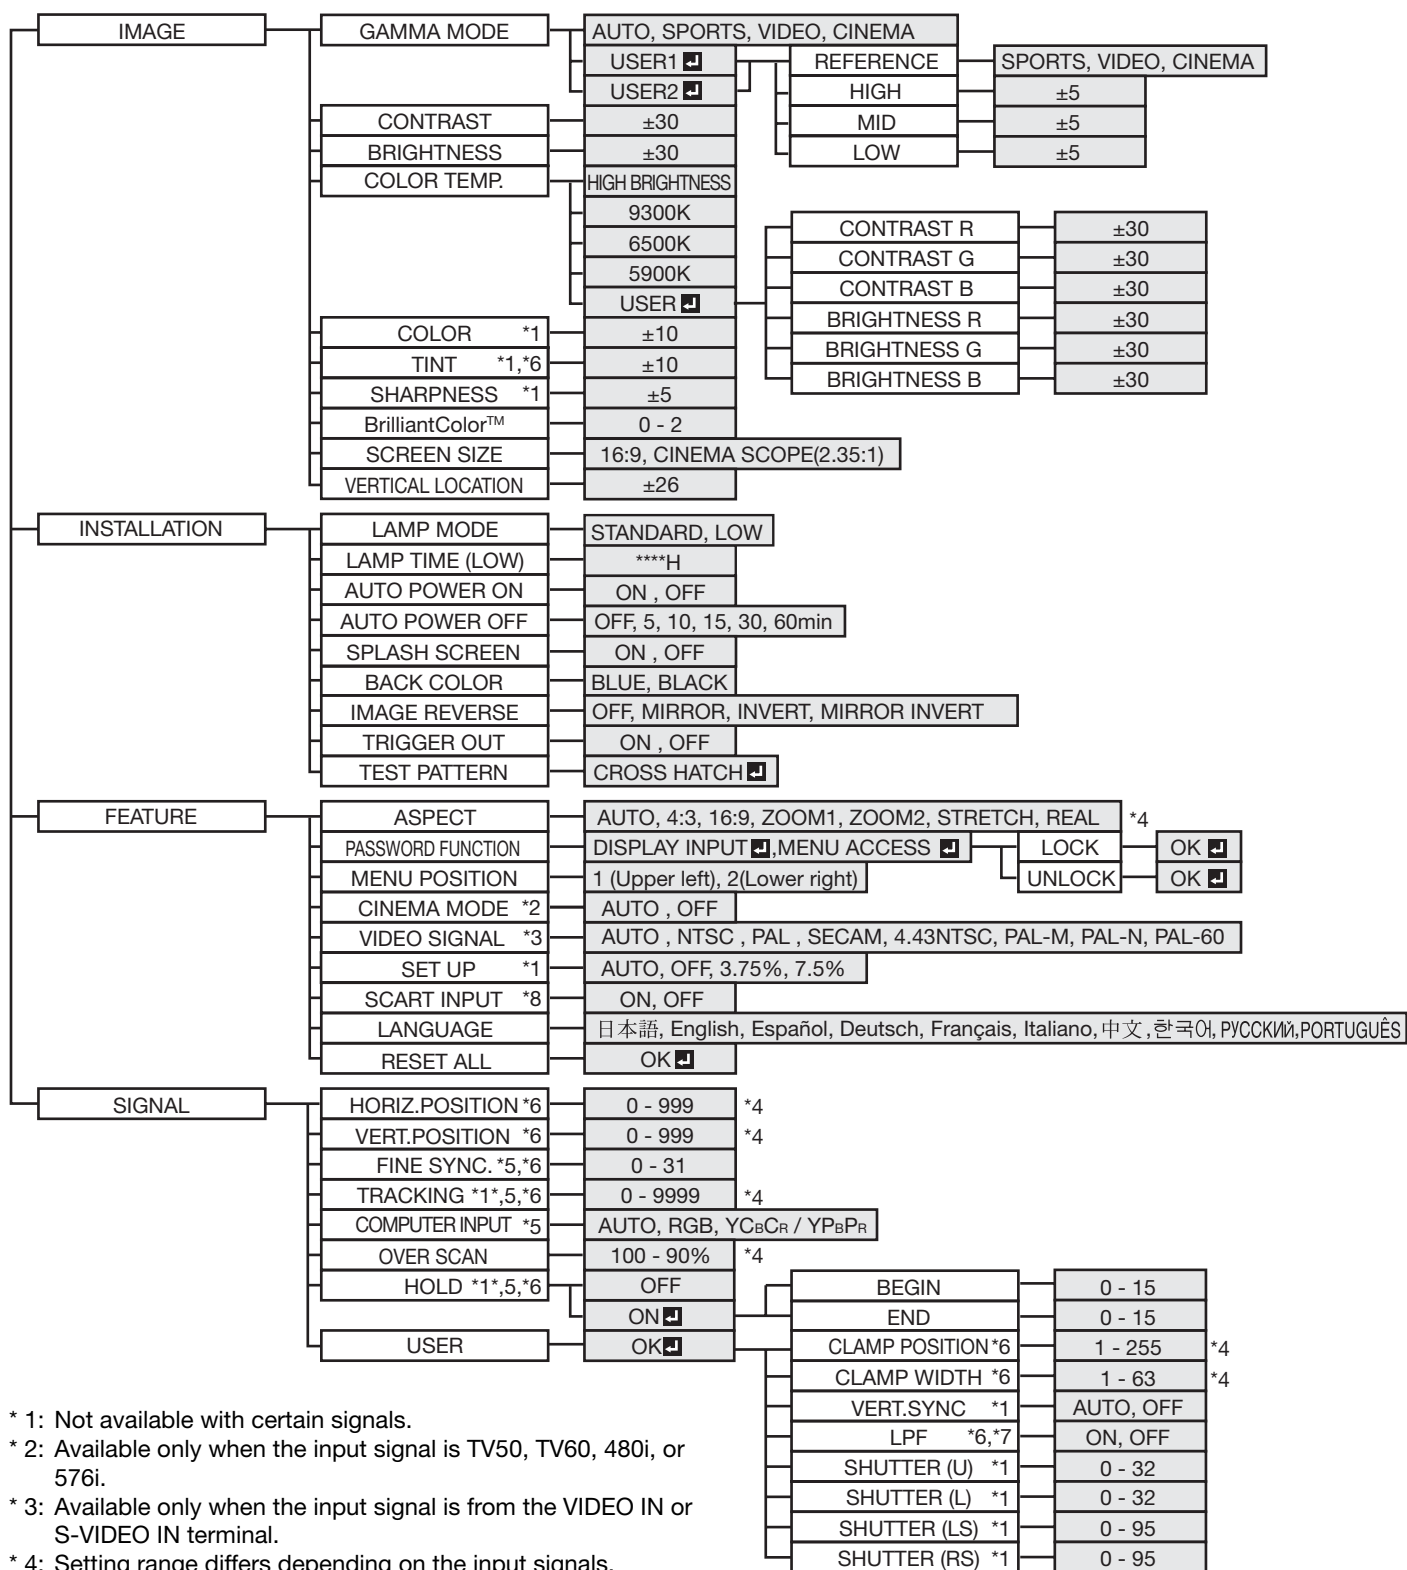 IMAGE GAMMA MODE AUTO, SPORTS, VIDEO, CINEMA
USER1 REFERENCE SPORTS, VIDEO, CINEMA
USER2 HIGH ±5
CONTRAST ±30 MID ±5
BRIGHTNESS ±30 LOW ±5
COLOR TEMP. HIGH BRIGHTNESS
9300K CONTRAST R ±30
6500K CONTRAST G ±30
5900K CONTRAST B ±30
USER BRIGHTNESS R ±30
COLOR *1 ±10 BRIGHTNESS G ±30
TINT *1,*6 ±10 BRIGHTNESS B ±30
SHARPNESS *1 ±5
BrilliantColor™ 0 - 2
SCREEN SIZE 16:9, CINEMA SCOPE(2.35:1)
VERTICAL LOCATION ±26
INSTALLATION LAMP MODE STANDARD, LOW
LAMP TIME (LOW) ****H
AUTO POWER ON ON , OFF
AUTO POWER OFF OFF, 5, 10, 15, 30, 60min
SPLASH SCREEN ON , OFF
BACK COLOR BLUE, BLACK
IMAGE REVERSE OFF, MIRROR, INVERT, MIRROR INVERT
TRIGGER OUT ON , OFF
TEST PATTERN CROSS HATCH
FEATURE ASPECT AUTO, 4:3, 16:9, ZOOM1, ZOOM2, STRETCH, REAL *4
PASSWORD FUNCTION DISPLAY INPUT ,MENU ACCESS LOCK OK
MENU POSITION 1 (Upper left), 2(Lower right) UNLOCK OK
CINEMA MODE *2 AUTO , OFF
VIDEO SIGNAL *3 AUTO , NTSC , PAL , SECAM, 4.43NTSC, PAL-M, PAL-N, PAL-60
SET UP *1 AUTO, OFF, 3.75%, 7.5%
SCART INPUT *8 ON, OFF
LANGUAGE 日本語, English, Español, Deutsch, Français, Italiano, 中文, 한국어, РУССКИЙ, PORTUGUÊS
RESET ALL OK
SIGNAL HORIZ.POSITION *6 0 - 999 *4
VERT.POSITION *6 0 - 999 *4
FINE SYNC. *5,*6 0 - 31
TRACKING *1*,5,*6 0 - 9999 *4
COMPUTER INPUT *5 AUTO, RGB, YCBCR / YPBPR
OVER SCAN 100 - 90% *4
HOLD *1*,5,*6 OFF BEGIN 0 - 15
ON END 0 - 15
USER OK CLAMP POSITION *6 1 - 255 *4
CLAMP WIDTH *6 1 - 63 *4
VERT.SYNC *1 AUTO, OFF
LPF *6,*7 ON, OFF
SHUTTER (U) *1 0 - 32
SHUTTER (L) *1 0 - 32
SHUTTER (LS) *1 0 - 95
SHUTTER (RS) *1 0 - 95
* 1: Not available with certain signals.
* 2: Available only when the input signal is TV50, TV60, 480i, or
576i.
* 3: Available only when the input signal is from the VIDEO IN or
S-VIDEO IN terminal.
* 4: Setting range differs depending on the input signals.